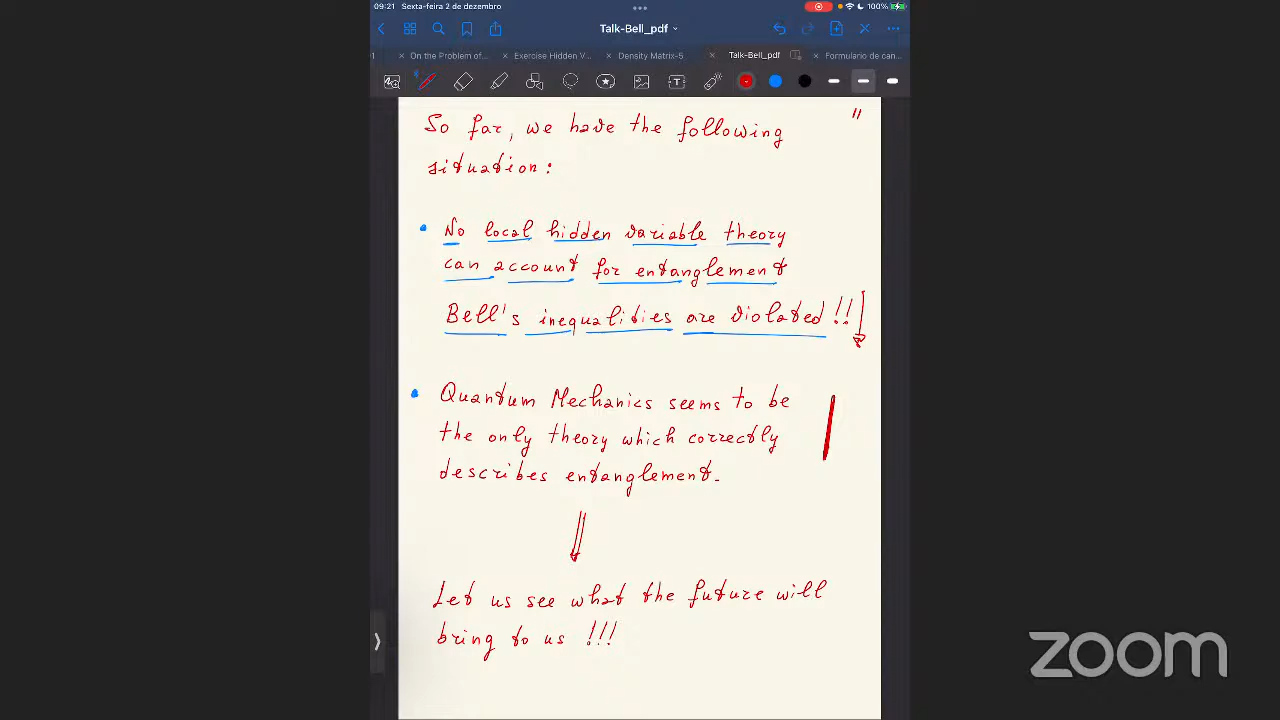 09:21 Sexta-feira 2 de dezembro
100%
Talk-Bell_pdf
On the Problem of...
Exercise Hidden V...
Density Matrix-5
Talk-Bell_pdf
Formulario de can...
11
So far, we have the following
situation:
No local hidden variable theory
can account for entanglement
Bell's inequalities are violated!!
Quantum Mechanics seems to be
the only theory which correctly
describes entanglement.
Let us see what the future will
bring to us !!!
zoom